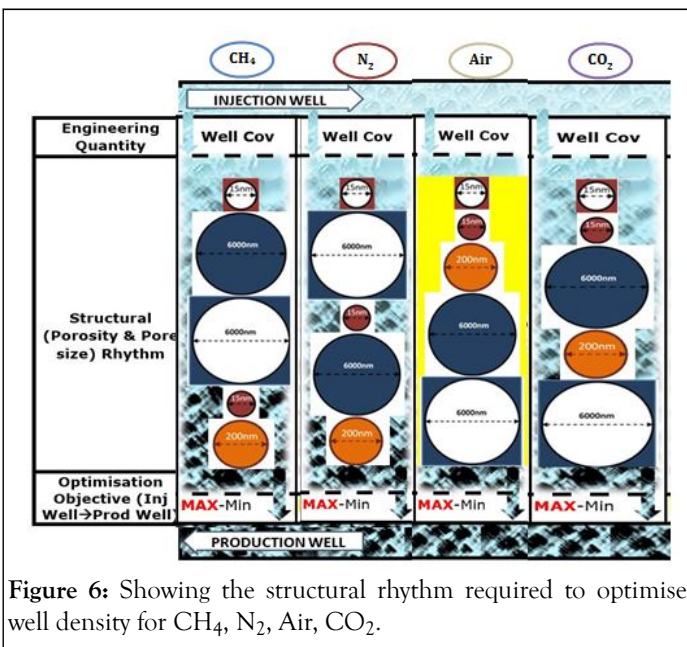 CH₄ N₂ Air CO₂
INJECTION WELL
Engineering
Quantity
Well Cov Well Cov Well Cov Well Cov
15nm 15nm 15nm 15nm
6000nm 6000nm 15nm 15nm
200nm 6000nm
6000nm 15nm
6000nm 200nm
Structural
(Porosity & Pore
size) Rhythm
15nm 6000nm
200nm 200nm 6000nm 6000nm
Optimisation
Objective (Inj
Well→Prod Well)
MAX-Min MAX-Min MAX-Min MAX-Min
PRODUCTION WELL
Figure 6: Showing the structural rhythm required to optimise
well density for CH₄, N₂, Air, CO₂.